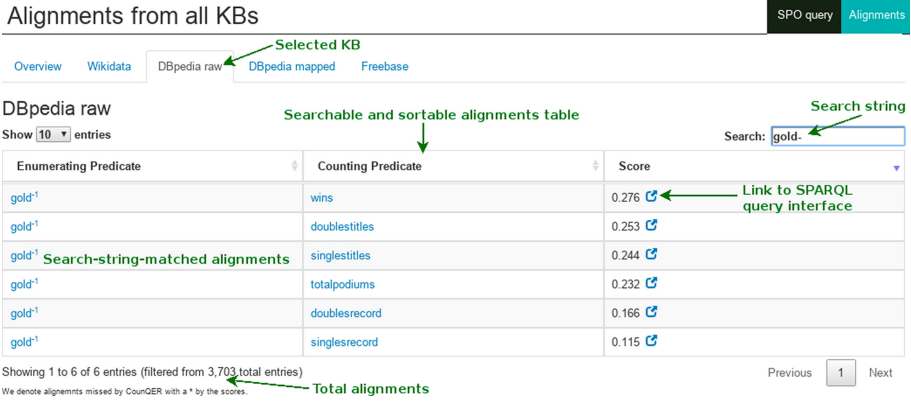 Alignments from all KBs
SPO query
Alignments
Selected KB
Overview
Wikidata
DBpedia raw
DBpedia mapped
Freebase
DBpedia raw
Searchable and sortable alignments table
Search string
Show 10 entries
Search: gold-
Enumerating Predicate
Counting Predicate
Score
gold-1 wins 0.276
Link to SPARQL
query interface
gold-1 doublestitles 0.253
gold-1 Search-string-matched alignments singlestitles 0.244
gold-1 totalpodiums 0.232
gold-1 doublesrecord 0.166
gold-1 singlesrecord 0.115
Showing 1 to 6 of 6 entries (filtered from 3,703 total entries)
Previous 1 Next
Total alignments
We denote alignemnts missed by CounQER with a * by the scores.